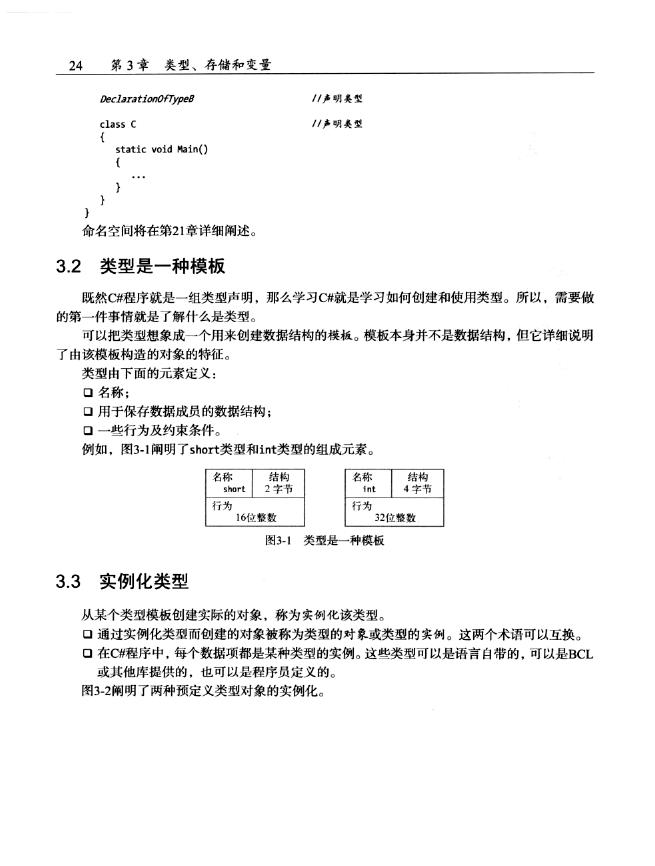 24 第3章 类型、存储和变量
DeclarationOfTypeB //声明类型
class C //声明类型
{
static void Main()
{
...
}
}
}
命名空间将在第21章详细阐述。
3.2 类型是一种模板
既然C#程序就是一组类型声明，那么学习C#就是学习如何创建和使用类型。所以，需要做
的第一件事情就是了解什么是类型。
可以把类型想象成一个用来创建数据结构的模板。模板本身并不是数据结构，但它详细说明
了由该模板构造的对象的特征。
类型由下面的元素定义：
❑ 名称；
❑ 用于保存数据成员的数据结构；
❑ 一些行为及约束条件。
例如，图3-1阐明了short类型和int类型的组成元素。
名称 结构 名称 结构
short 2 字节 int 4 字节
行为 行为
16位整数 32位整数
图3-1 类型是一种模板
3.3 实例化类型
从某个类型模板创建实际的对象，称为实例化该类型。
❑ 通过实例化类型而创建的对象被称为类型的对象或类型的实例。这两个术语可以互换。
❑ 在C#程序中，每个数据项都是某种类型的实例。这些类型可以是语言自带的，可以是BCL
或其他库提供的，也可以是程序员定义的。
图3-2阐明了两种预定义类型对象的实例化。